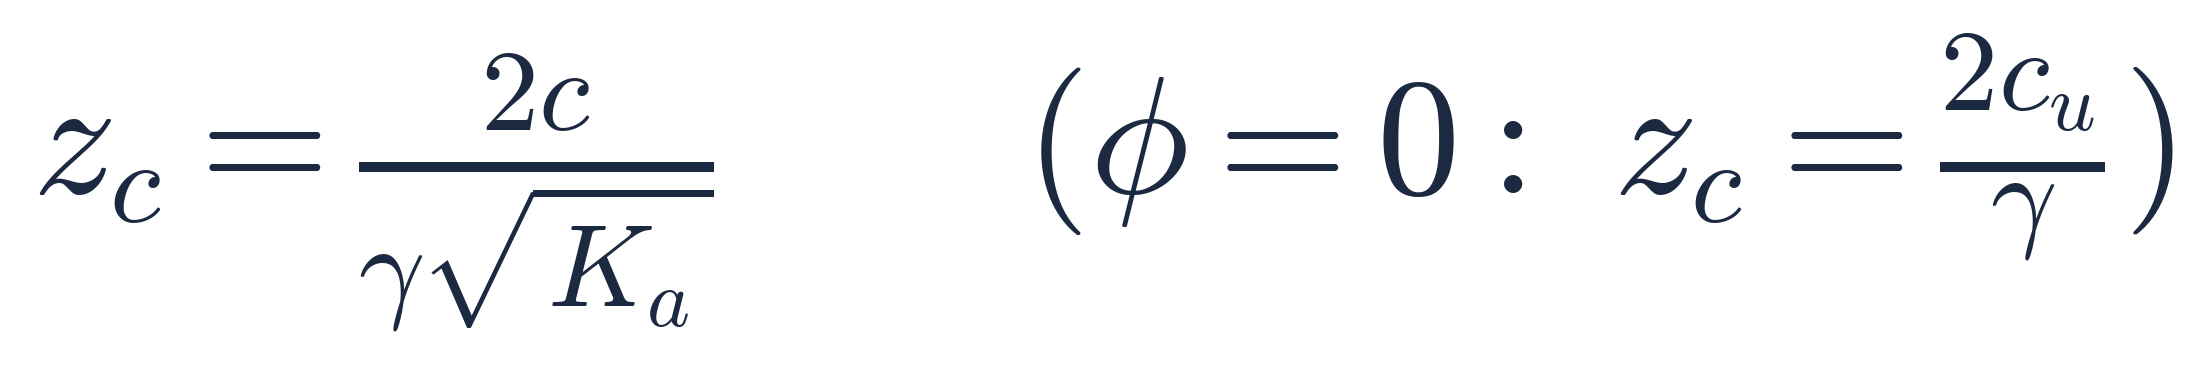 z_c = \frac{2c}{\gamma\sqrt{K_a}} \qquad (\phi = 0 : \; z_c = \frac{2c_u}{\gamma})